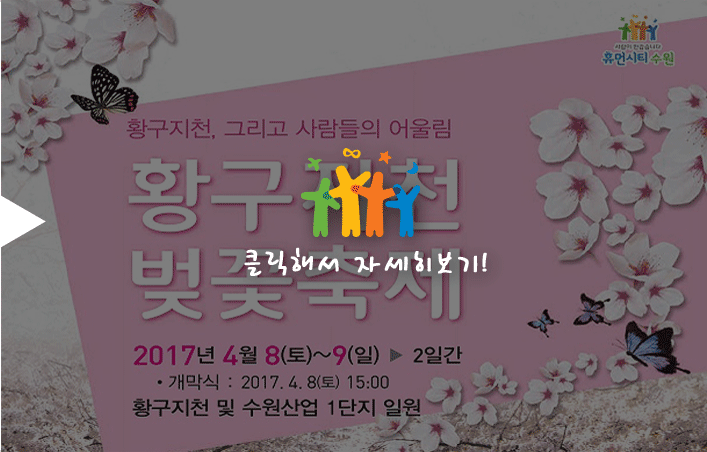 사람이 반갑습니다
휴먼시티 수원
황구지천, 그리고 사람들의 어울림
황구지천
클릭해서 자세히보기!
벚꽃축제
2017년 4월 8(토)~9(일) ▶ 2일간
• 개막식 : 2017. 4. 8(토) 15:00
황구지천 및 수원산업 1단지 일원